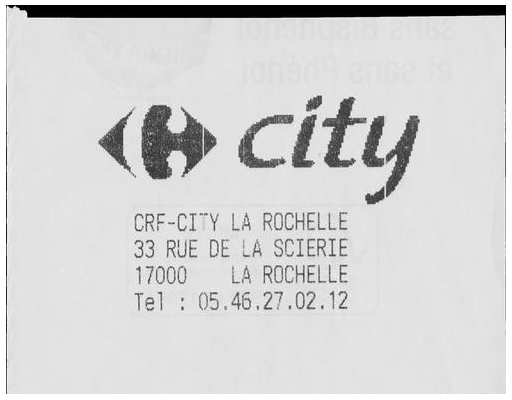 sans Bisphénol
et sans Phénol
city
CRF-CITY LA ROCHELLE
33 RUE DE LA SCIERIE
17000 LA ROCHELLE
Tel : 05.46.27.02.12